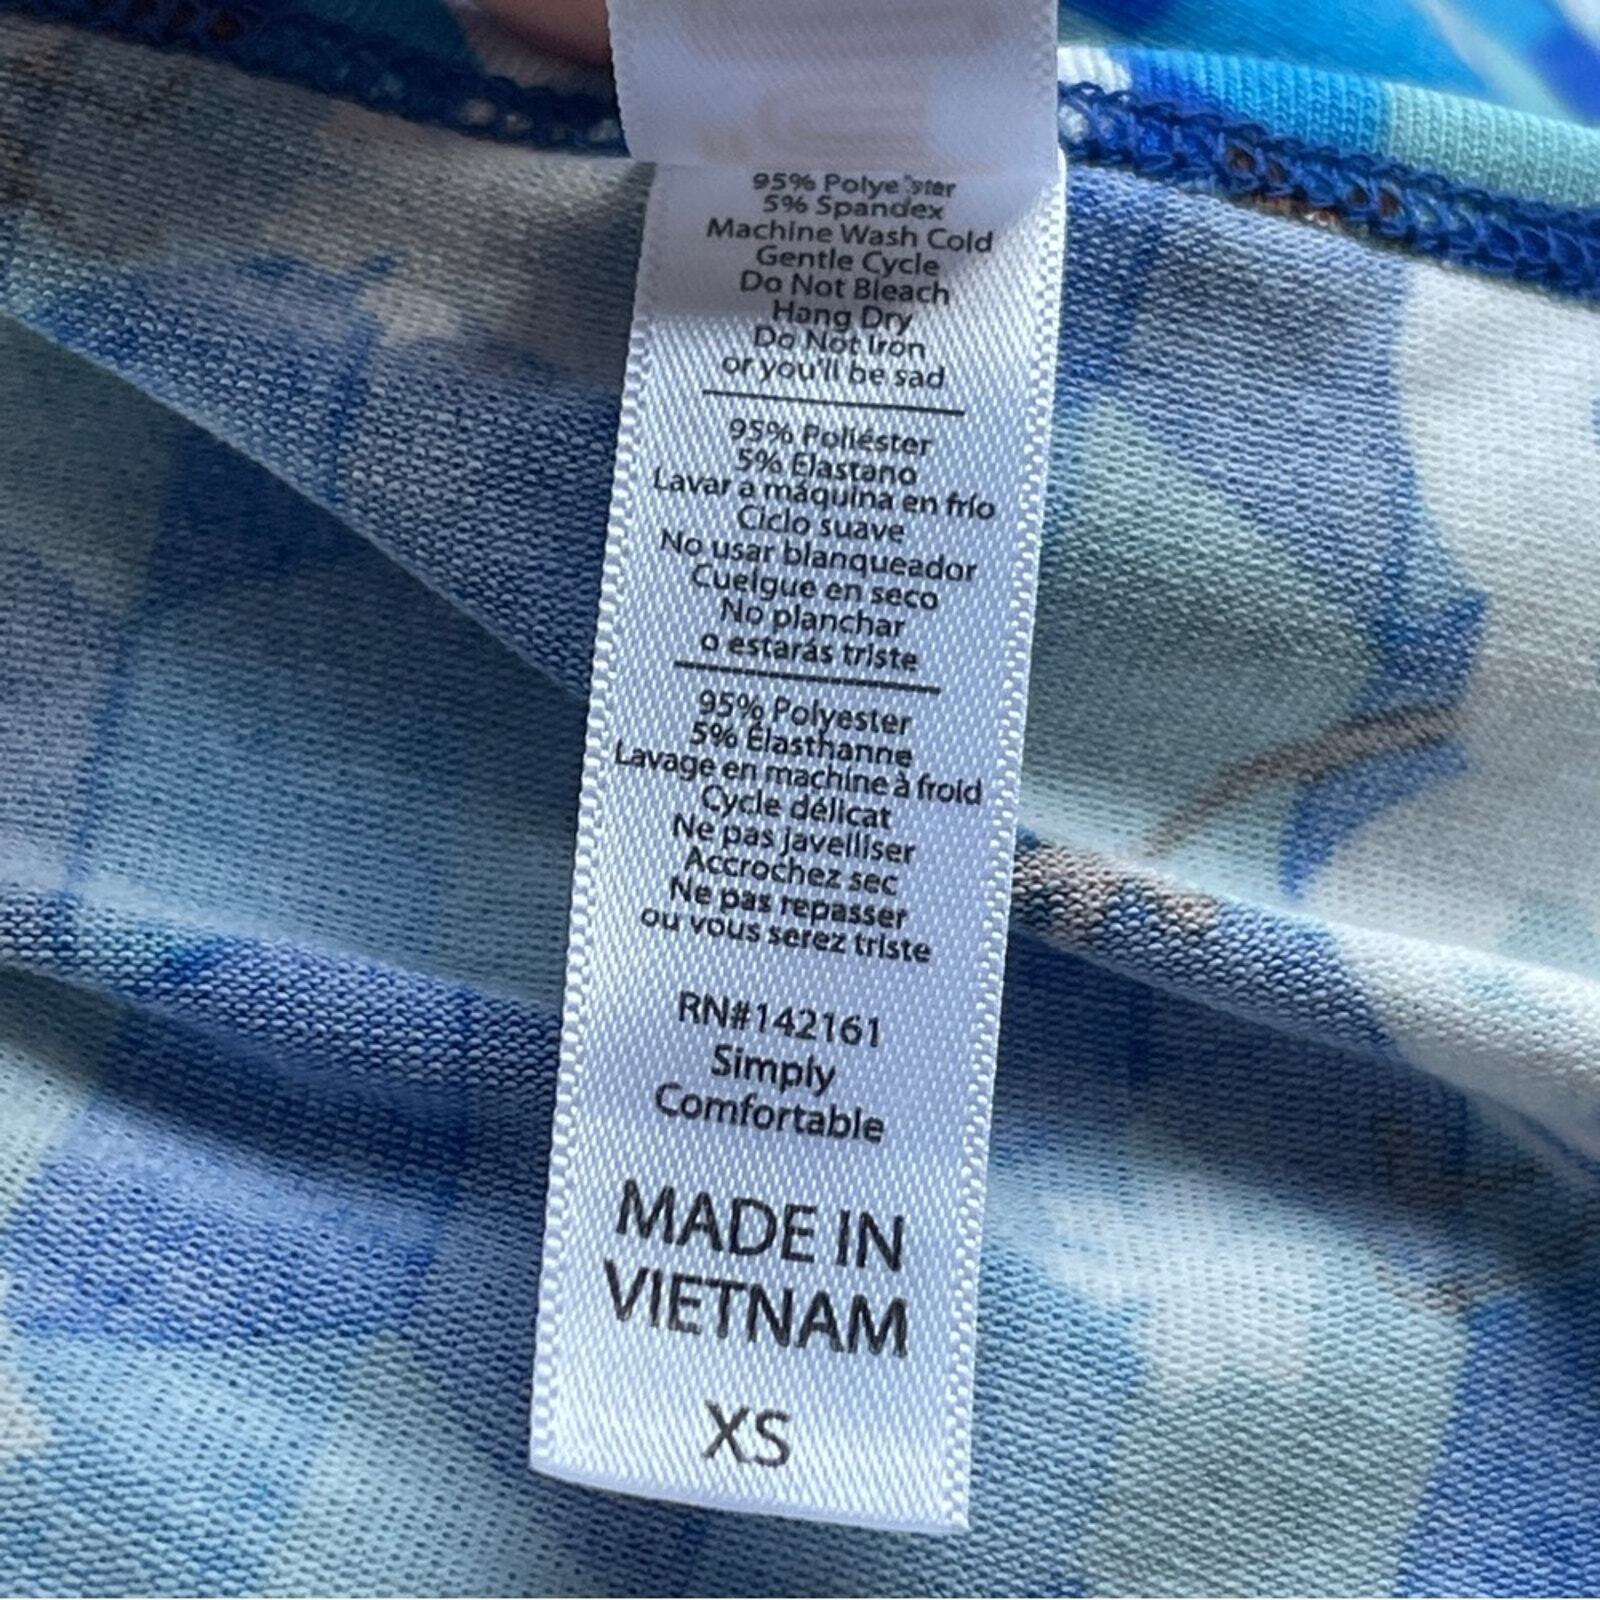 95% Polyester
5% Spandex
Machine Wash Cold
Gentle Cycle
Do Not Bleach
Hang Dry
Do Not Iron
or you'll be sad
95% Poliéster
5% Elastano
Lavar a máquina en frío
Ciclo suave
No usar blanqueador
Cuelgue en seco
No planchar
o estarás triste
95% Polyester
5% Élasthanne
Lavage en machine à froid
Cycle délicat
Ne pas javelliser
Accrochez sec
Ne pas repasser
ou vous serez triste
RN#142161
Simply
Comfortable
MADE IN
VIETNAM
XS